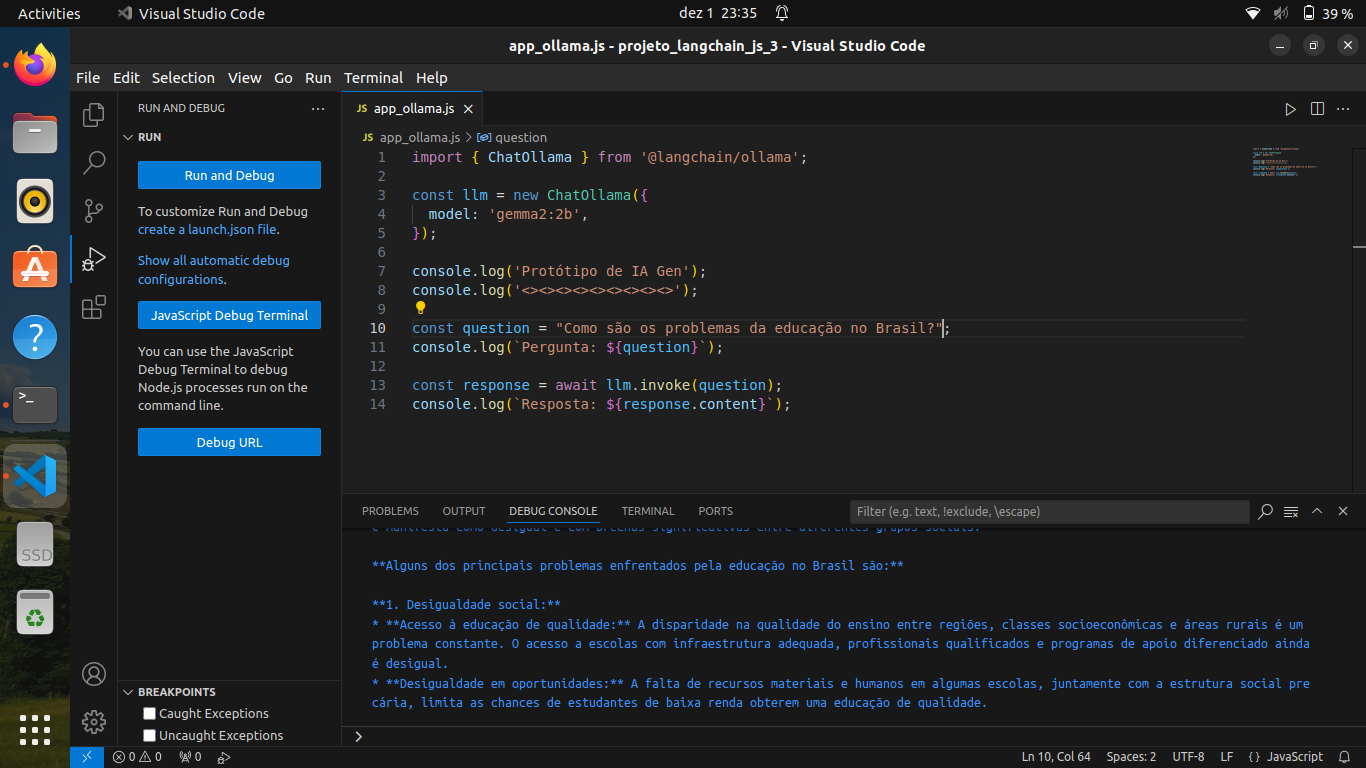 Activities
Visual Studio Code
dez 1 23:35
39 %
app_ollama.js - projeto_langchain_js_3 - Visual Studio Code
File Edit Selection View Go Run Terminal Help
RUN AND DEBUG
RUN
Run and Debug
To customize Run and Debug
create a launch.json file.
Show all automatic debug
configurations.
JavaScript Debug Terminal
You can use the JavaScript
Debug Terminal to debug
Node.js processes run on the
command line.
Debug URL
BREAKPOINTS
Caught Exceptions
Uncaught Exceptions
SSD
JS app_ollama.js
JS app_ollama.js > question
1 import { ChatOllama } from '@langchain/ollama';
2
3 const llm = new ChatOllama({
4 model: 'gemma2:2b',
5 });
6
7 console.log('Protótipo de IA Gen');
8 console.log('<><><><><><><><><>');
9
10 const question = "Como são os problemas da educação no Brasil?";
11 console.log(`Pergunta: ${question}`);
12
13 const response = await llm.invoke(question);
14 console.log(`Resposta: ${response.content}`);
PROBLEMS OUTPUT DEBUG CONSOLE TERMINAL PORTS
Filter (e.g. text, !exclude, \escape)
**Alguns dos principais problemas enfrentados pela educação no Brasil são:**
**1. Desigualdade social:**
* **Acesso à educação de qualidade:** A disparidade na qualidade do ensino entre regiões, classes socioeconômicas e áreas rurais é um
problema constante. O acesso a escolas com infraestrutura adequada, profissionais qualificados e programas de apoio diferenciado ainda
é desigual.
* **Desigualdade em oportunidades:** A falta de recursos materiais e humanos em algumas escolas, juntamente com a estrutura social pre
cária, limita as chances de estudantes de baixa renda obterem uma educação de qualidade.
0 0 0
Ln 10, Col 64 Spaces: 2 UTF-8 LF {} JavaScript